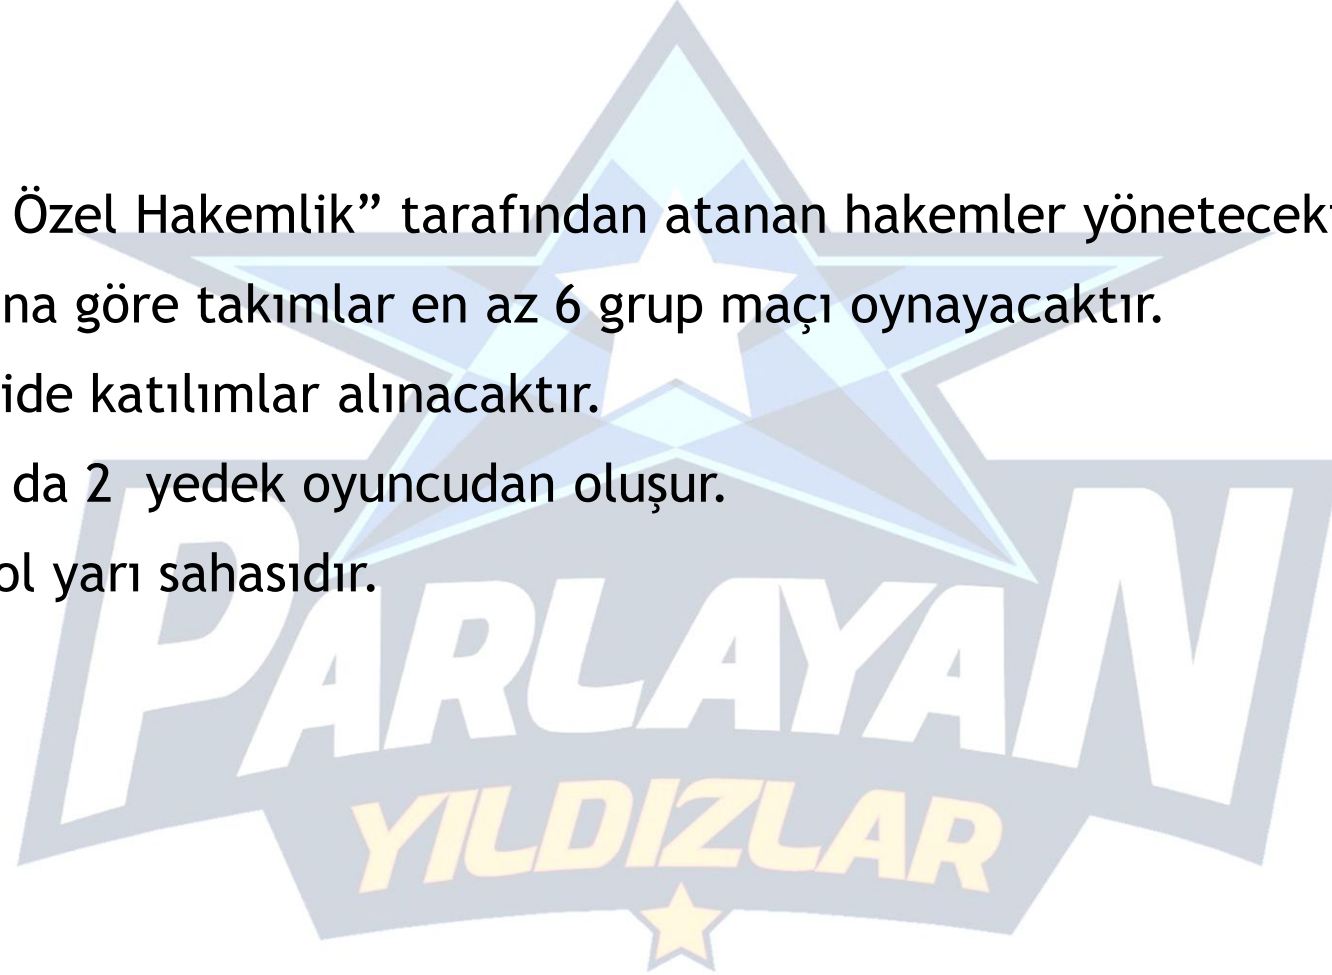 Özel Hakemlik” tarafından atanan hakemler yönetecek
na göre takımlar en az 6 grup maçı oynayacaktır.
ide katılımlar alınacaktır.
da 2 yedek oyuncudan oluşur.
ol yarı sahasıdır.
PARLAYAN
YILDIZLAR